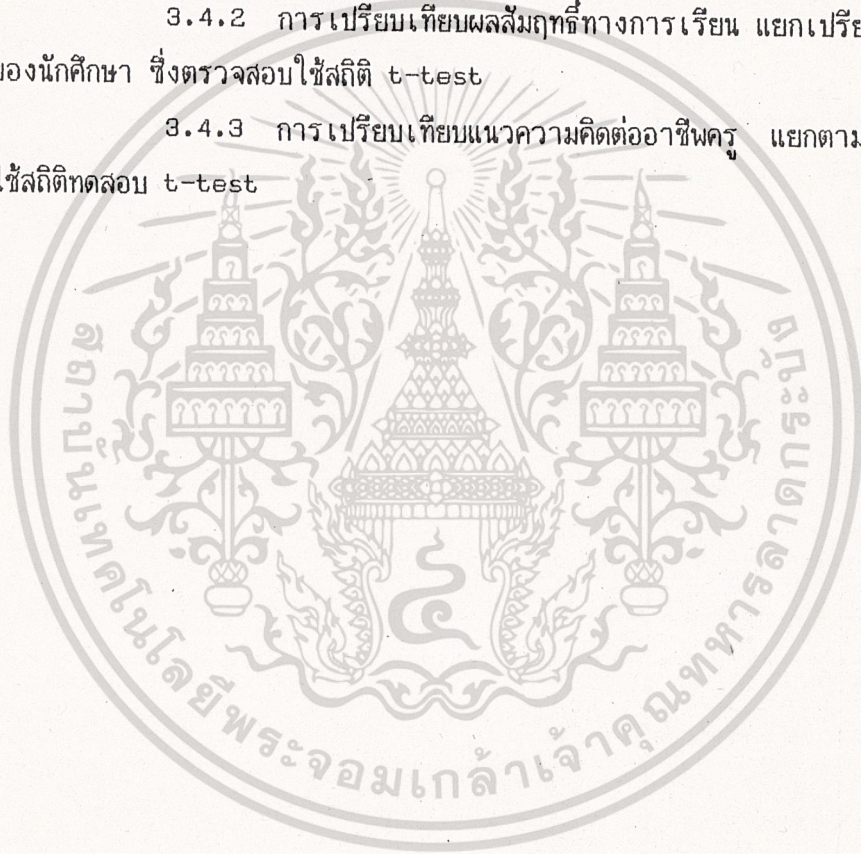 3.4.2 การเปรียบเทียบผลสัมฤทธิ์ทางการเรียน แยกเปรีย
ของนักศึกษา ซึ่งตรวจสอบใช้สถิติ t-test
3.4.3 การเปรียบเทียบแนวความคิดต่ออาชีพครู แยกตาม
ใช้สถิติทดสอบ t-test
สถาบันเทคโนโลยีพระจอมเกล้าเจ้าคุณทหารลาดกระบัง
๔